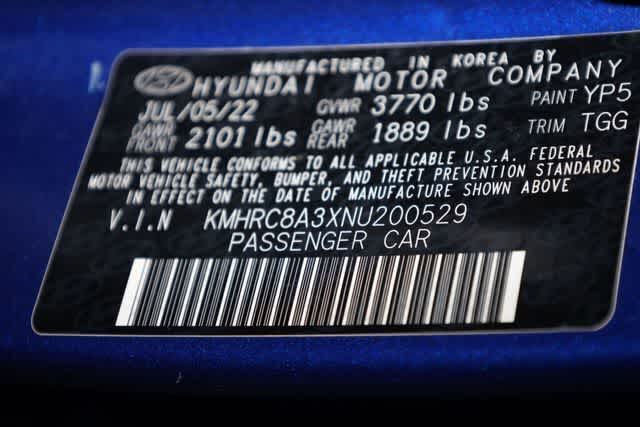 MANUFACTURED IN KOREA BY
HYUNDAI MOTOR COMPANY
JUL/05/22 GVWR 3770 lbs PAINT YP5
GAWR FRONT 2101 lbs GAWR REAR 1889 lbs TRIM TGG
THIS VEHICLE CONFORMS TO ALL APPLICABLE U.S.A. FEDERAL
MOTOR VEHICLE SAFETY, BUMPER, AND THEFT PREVENTION STANDARDS
IN EFFECT ON THE DATE OF MANUFACTURE SHOWN ABOVE
V.I.N KMHRC8A3XNU200529
PASSENGER CAR